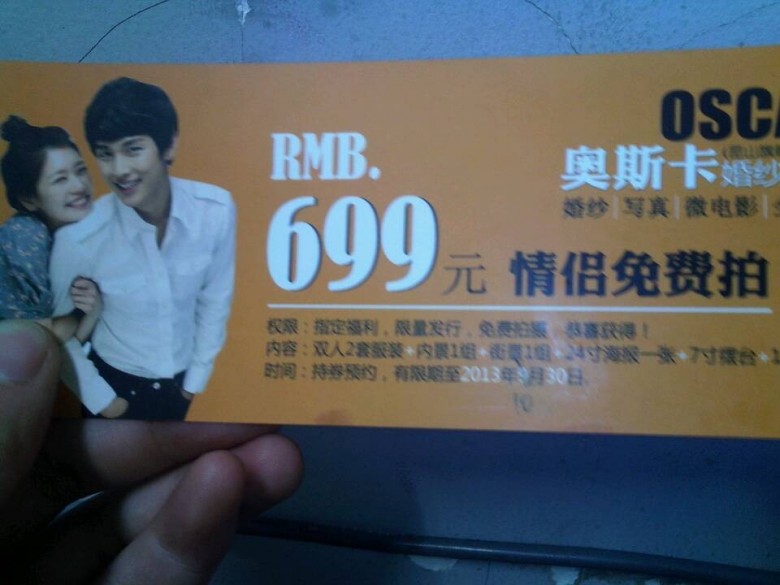 OSCA
RMB.
奥斯卡婚纱
婚纱|写真|微电影|
699元 情侣免费拍
权限：指定福利，限量发行，免费拍摄，恭喜获得！
内容：双人2套服装+内景1组+街景1组+24寸海报一张+7寸摆台+1
时间：持券预约，有限期至2013年9月30日.
10